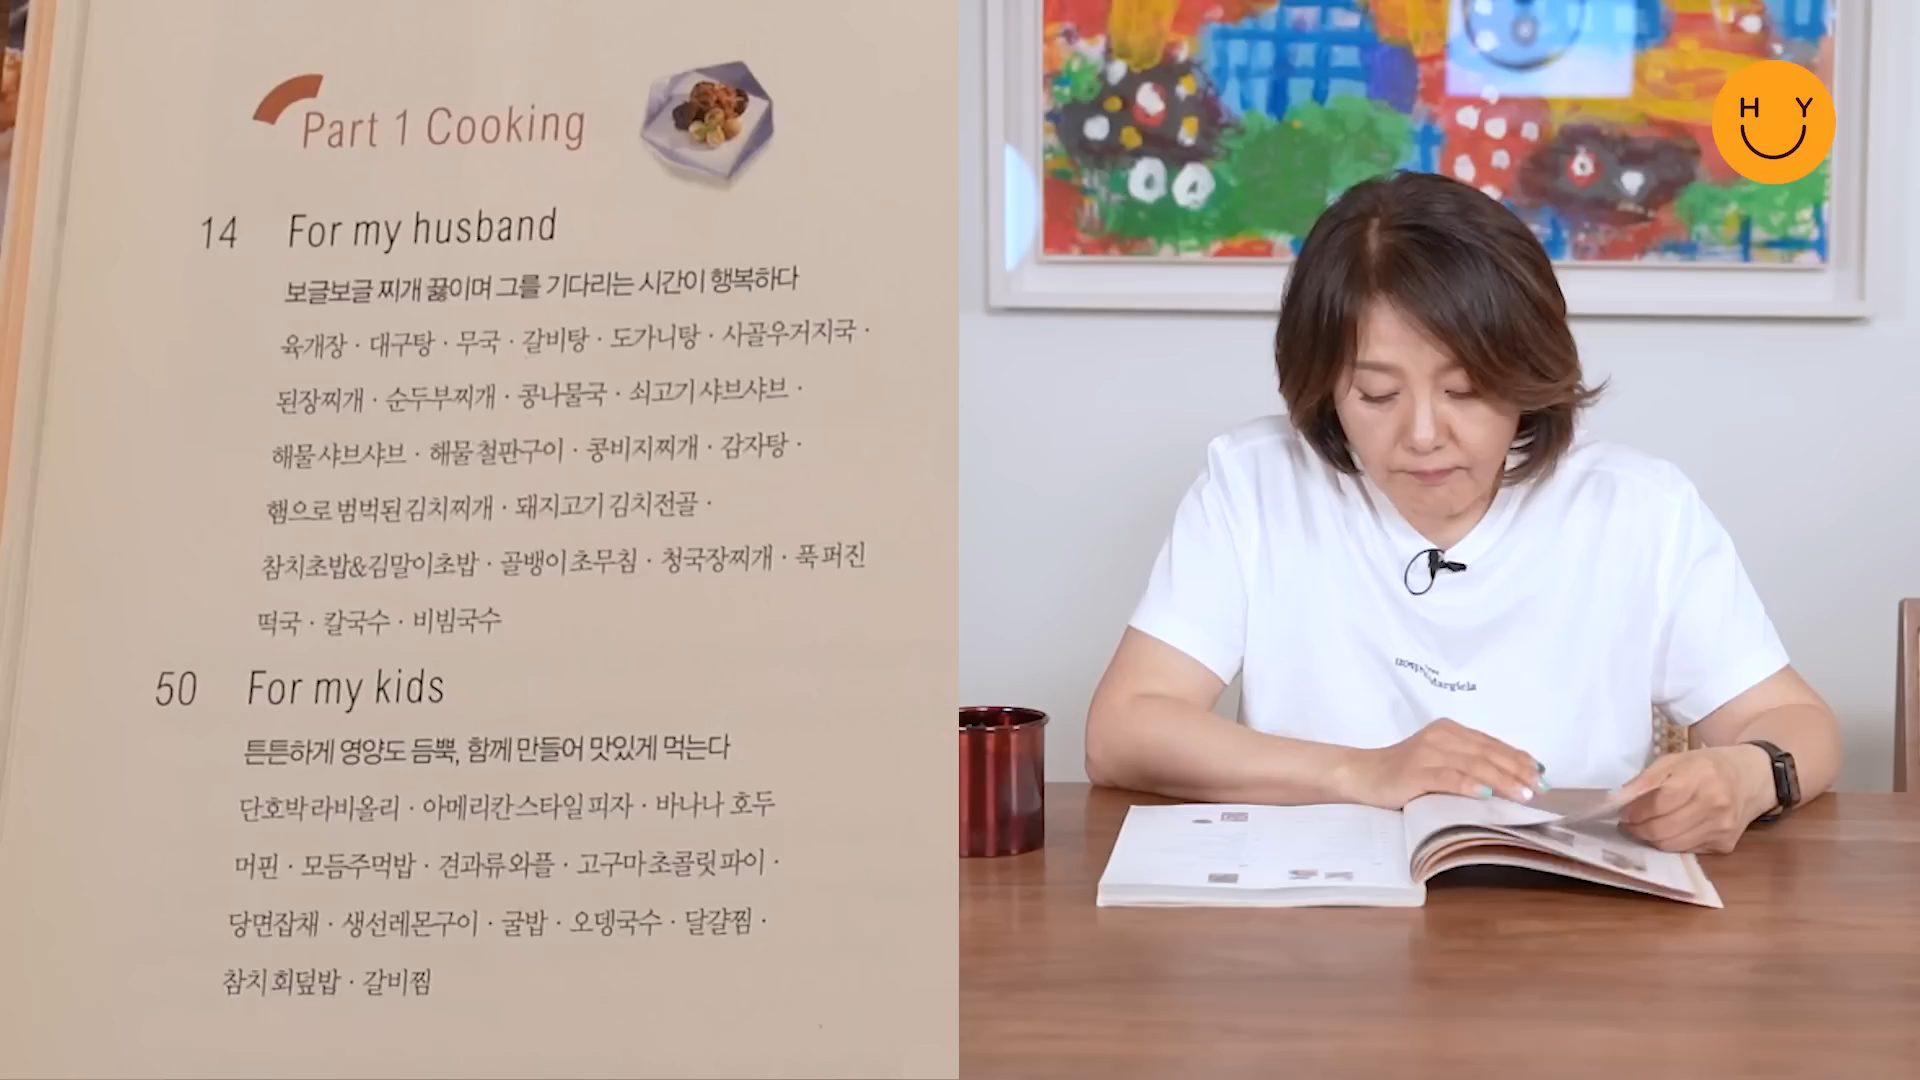 Part 1 Cooking
14 For my husband
보글보글 찌개 끓이며 그를 기다리는 시간이 행복하다
육개장 · 대구탕 · 무국 · 갈비탕 · 도가니탕 · 사골우거지국 ·
된장찌개 · 순두부찌개 · 콩나물국 · 쇠고기 샤브샤브 ·
해물 샤브샤브 · 해물 철판구이 · 콩비지찌개 · 감자탕 ·
햄으로 범벅된 김치찌개 · 돼지고기 김치전골 ·
참치초밥&김말이초밥 · 골뱅이 초무침 · 청국장찌개 · 푹 퍼진
떡국 · 칼국수 · 비빔국수
50 For my kids
튼튼하게 영양도 듬뿍, 함께 만들어 맛있게 먹는다
단호박 라비올리 · 아메리칸 스타일 피자 · 바나나 호두
머핀 · 모듬주먹밥 · 견과류 와플 · 고구마 초콜릿 파이 ·
당면잡채 · 생선레몬구이 · 굴밥 · 오뎅국수 · 달걀찜 ·
참치 회덮밥 · 갈비찜
H Y
Margiela